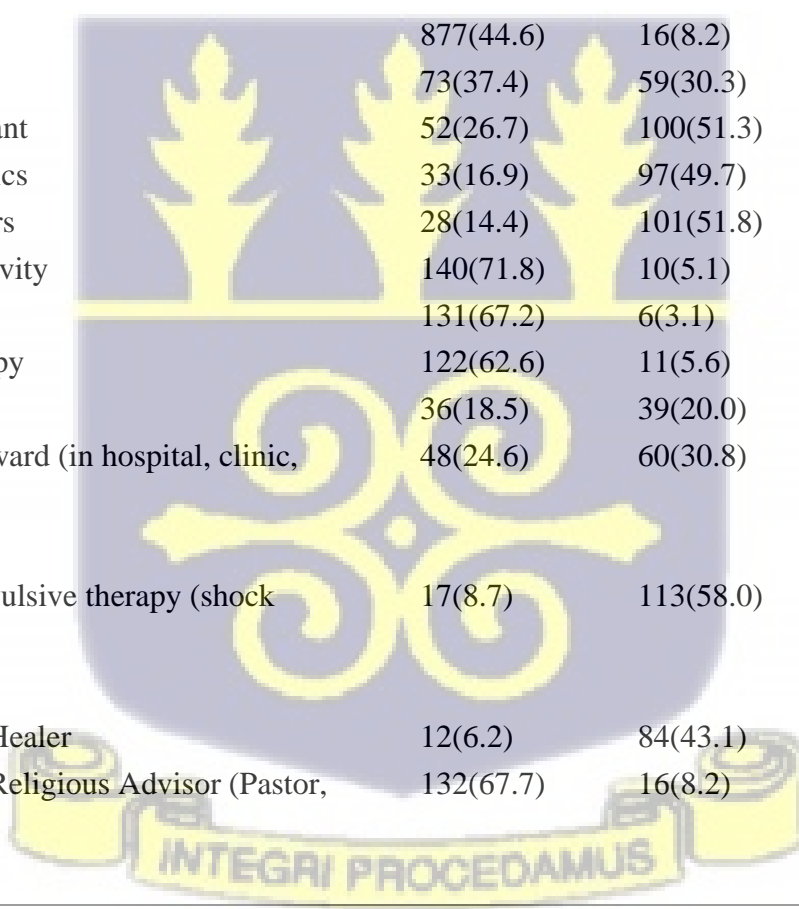 877(44.6) 16(8.2)
73(37.4) 59(30.3)
ant 52(26.7) 100(51.3)
ics 33(16.9) 97(49.7)
rs 28(14.4) 101(51.8)
vity 140(71.8) 10(5.1)
131(67.2) 6(3.1)
py 122(62.6) 11(5.6)
36(18.5) 39(20.0)
ward (in hospital, clinic, 48(24.6) 60(30.8)
ulsive therapy (shock 17(8.7) 113(58.0)
Healer 12(6.2) 84(43.1)
Religious Advisor (Pastor, 132(67.7) 16(8.2)
INTEGRI PROCEDAMUS